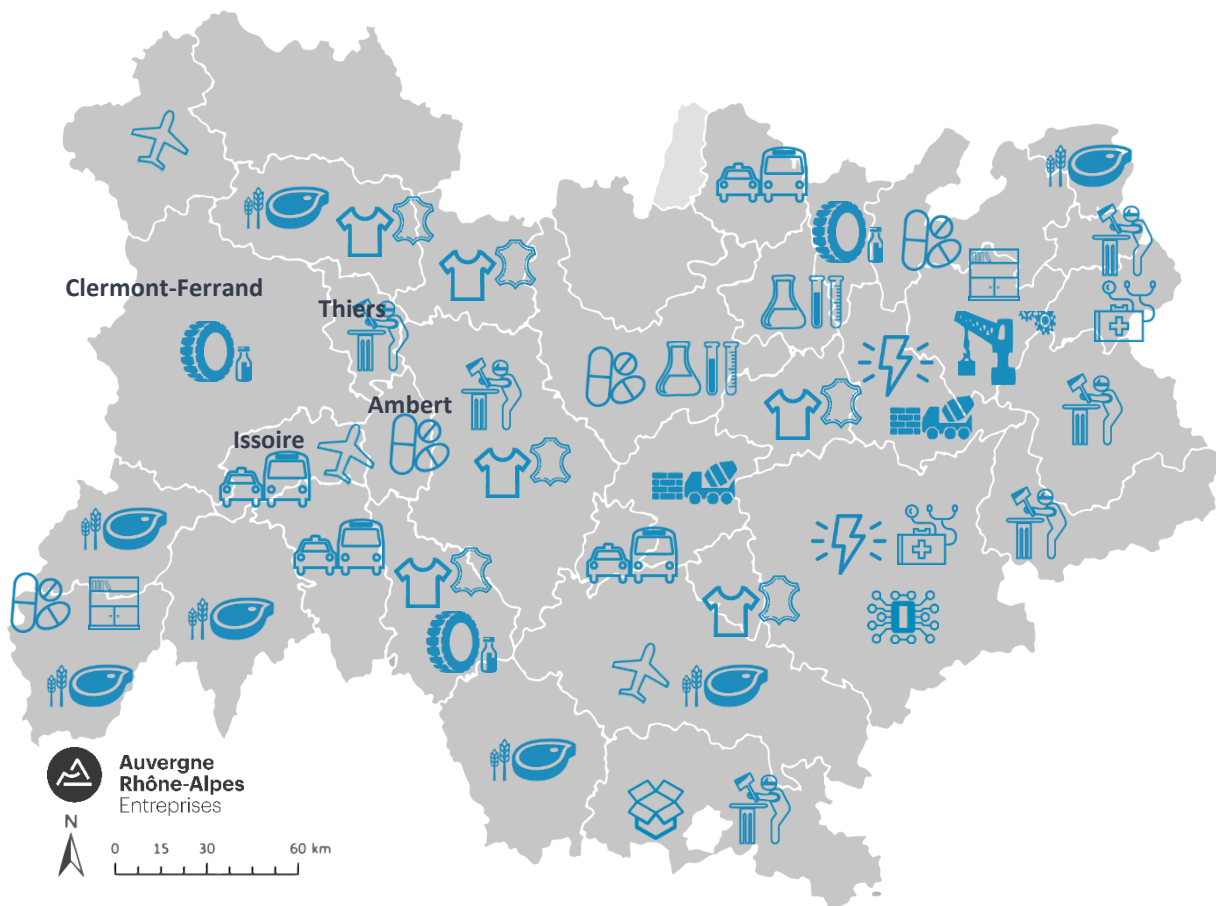 Clermont-Ferrand
Thiers
Ambert
Issoire
Auvergne
Rhône-Alpes
Entreprises
N
0 15 30 60 km